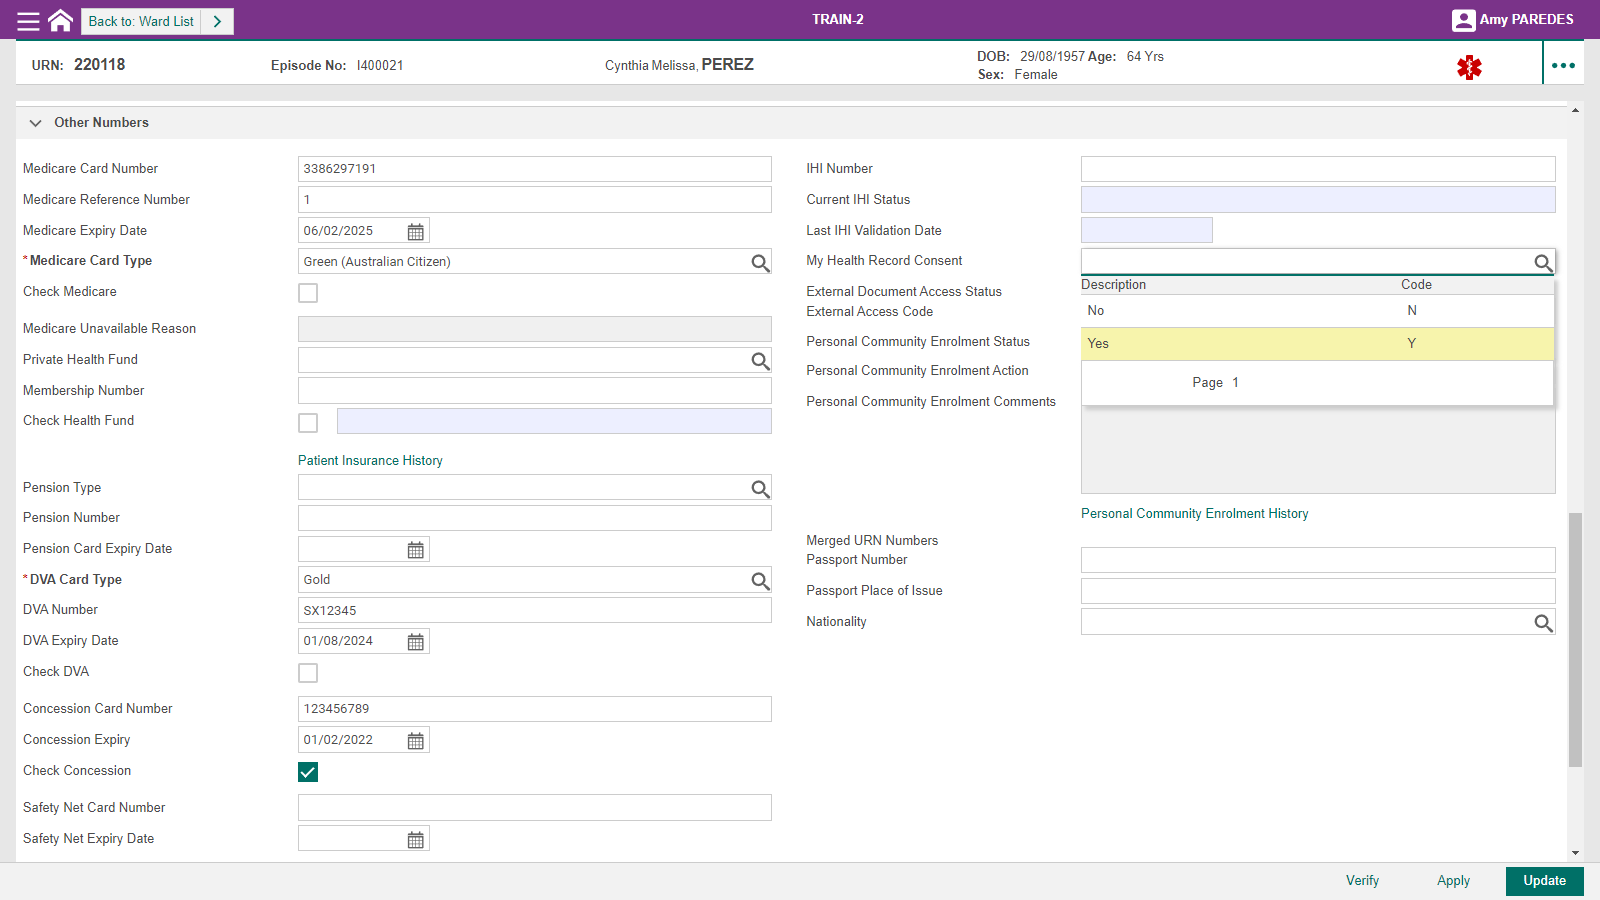 Back to: Ward List
TRAIN-2
Amy PAREDES
URN: 220118
Episode No: I400021
Cynthia Melissa, PEREZ
DOB: 29/08/1957 Age: 64 Yrs
Sex: Female
Other Numbers
Medicare Card Number 3386297191
Medicare Reference Number 1
Medicare Expiry Date 06/02/2025
*Medicare Card Type Green (Australian Citizen)
Check Medicare
Medicare Unavailable Reason
Private Health Fund
Membership Number
Check Health Fund
Patient Insurance History
Pension Type
Pension Number
Pension Card Expiry Date
*DVA Card Type Gold
DVA Number SX12345
DVA Expiry Date 01/08/2024
Check DVA
Concession Card Number 123456789
Concession Expiry 01/02/2022
Check Concession
Safety Net Card Number
Safety Net Expiry Date
IHI Number
Current IHI Status
Last IHI Validation Date
My Health Record Consent
Description Code
No N
Yes Y
Page 1
External Document Access Status
External Access Code
Personal Community Enrolment Status
Personal Community Enrolment Action
Personal Community Enrolment Comments
Personal Community Enrolment History
Merged URN Numbers
Passport Number
Passport Place of Issue
Nationality
Verify
Apply
Update